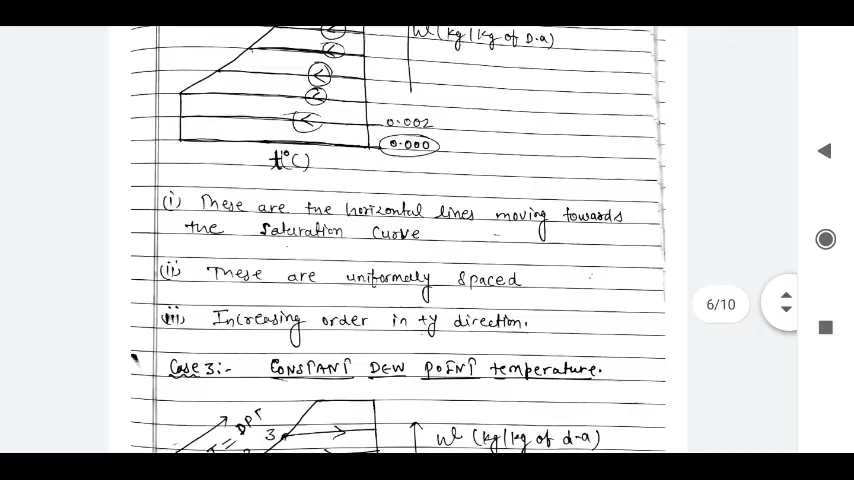 W (kg/kg of D.a)
0.002
0.000
t(°C)
(i) These are the horizontal lines moving towards
the saturation curve
(ii) These are uniformaly spaced
(iii) Increasing order in +y direction.
6/10
Case 3:- CONSTANT DEW POINT temperature.
= DPT
3
W (kg/kg of d-a)